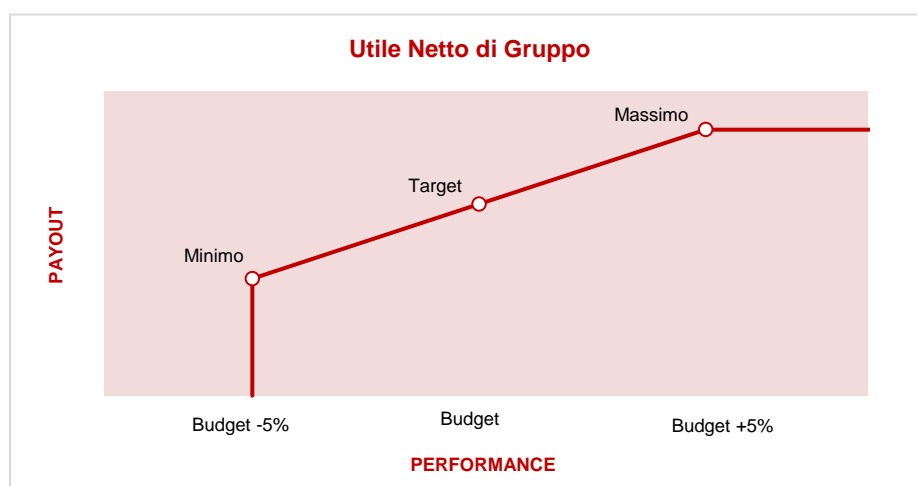 Utile Netto di Gruppo
Massimo
Target
Minimo
PAYOUT
Budget -5%
Budget
Budget +5%
PERFORMANCE